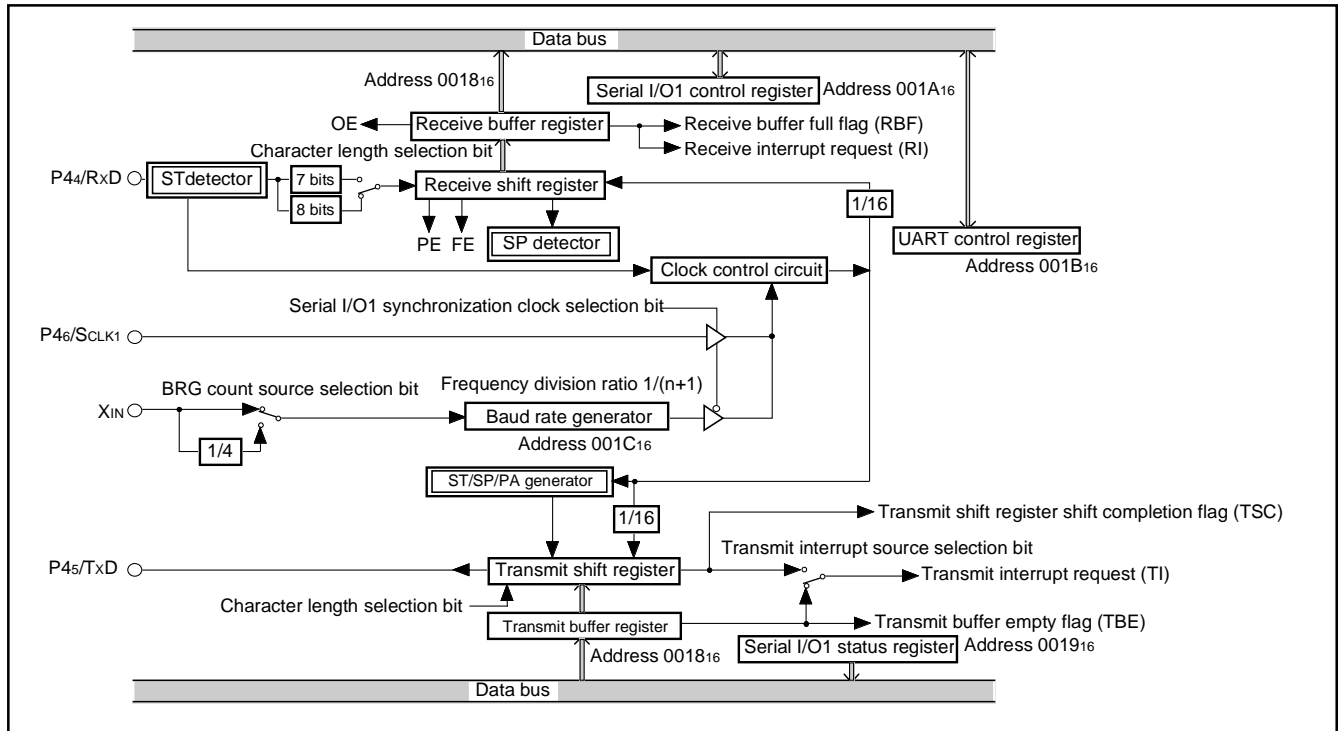 Data bus
Address 001816
Serial I/O1 control register
Address 001A16
OE
Receive buffer register
Receive buffer full flag (RBF)
Receive interrupt request (RI)
Character length selection bit
P44/RXD
STdetector
7 bits
8 bits
Receive shift register
1/16
PE
FE
SP detector
UART control register
Address 001B16
Clock control circuit
Serial I/O1 synchronization clock selection bit
P46/SCLK1
BRG count source selection bit
Frequency division ratio 1/(n+1)
XIN
Baud rate generator
1/4
Address 001C16
ST/SP/PA generator
1/16
Transmit shift register shift completion flag (TSC)
Transmit interrupt source selection bit
P45/TXD
Transmit shift register
Transmit interrupt request (TI)
Character length selection bit
Transmit buffer register
Transmit buffer empty flag (TBE)
Address 001816
Serial I/O1 status register
Address 001916
Data bus